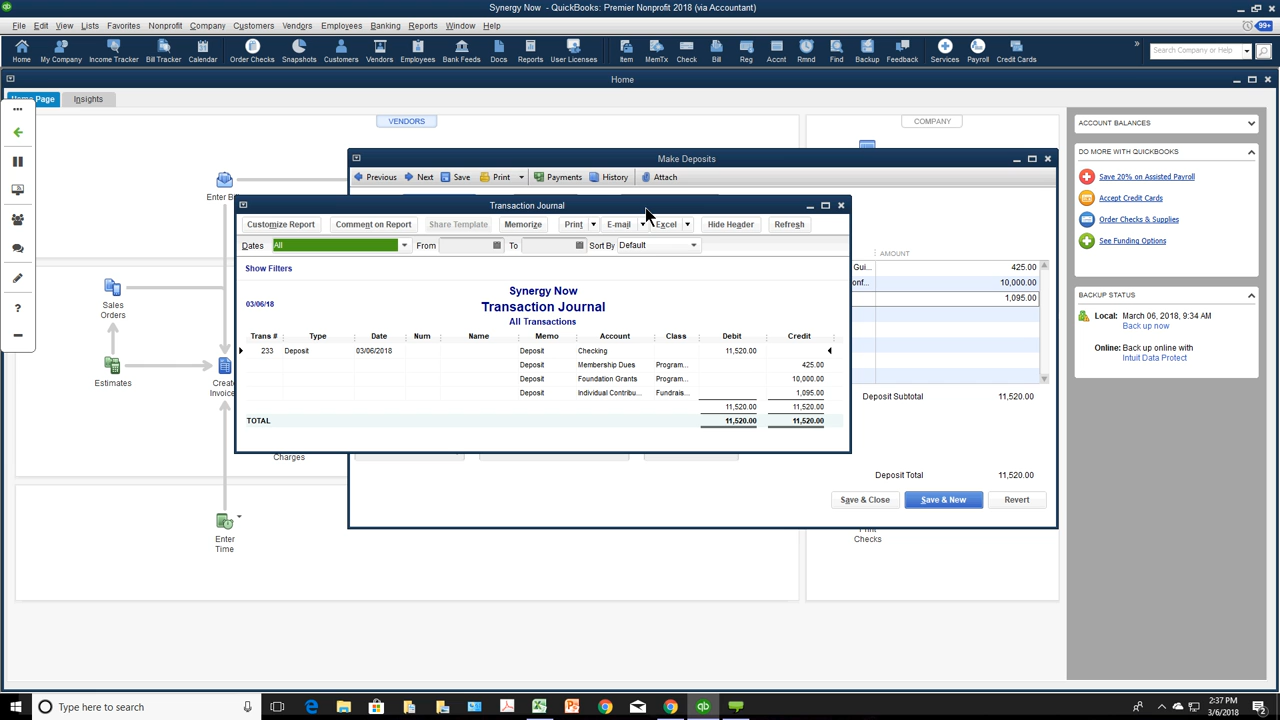 Synergy Now - QuickBooks: Premier Nonprofit 2018 (via Accountant)
File Edit View Lists Favorites Nonprofit Company Customers Vendors Employees Banking Reports Window Help
99+
Home My Company Income Tracker Bill Tracker Calendar Order Checks Snapshots Customers Vendors Employees Bank Feeds Docs Reports User Licenses Item MemTx Check Bill Reg Accnt Rmnd Find Backup Feedback Services Payroll Credit Cards
Search Company or Help
Home
Home Page Insights
VENDORS
COMPANY
Enter
Sales
Orders
Estimates
Charges
Enter
Time
Checks
Make Deposits
Previous Next Save Print Payments History Attach
AMOUNT
Gui... 425.00
onf... 10,000.00
1,095.00
Deposit Subtotal 11,520.00
Deposit Total 11,520.00
Save & Close Save & New Revert
Transaction Journal
Customize Report Comment on Report Share Template Memorize Print E-mail Excel Hide Header Refresh
Dates All From To Sort By Default
Show Filters
Synergy Now
03/06/18 Transaction Journal
All Transactions
Trans # Type Date Num Name Memo Account Class Debit Credit
233 Deposit 03/06/2018 Deposit Checking 11,520.00
Deposit Membership Dues Program... 425.00
Deposit Foundation Grants Program... 10,000.00
Deposit Individual Contribu... Fundrais... 1,095.00
11,520.00 11,520.00
TOTAL 11,520.00 11,520.00
ACCOUNT BALANCES
DO MORE WITH QUICKBOOKS
Save 20% on Assisted Payroll
Accept Credit Cards
Order Checks & Supplies
See Funding Options
BACKUP STATUS
Local: March 06, 2018, 9:34 AM
Back up now
Online: Back up online with
Intuit Data Protect
Type here to search
2:37 PM
3/6/2018
2